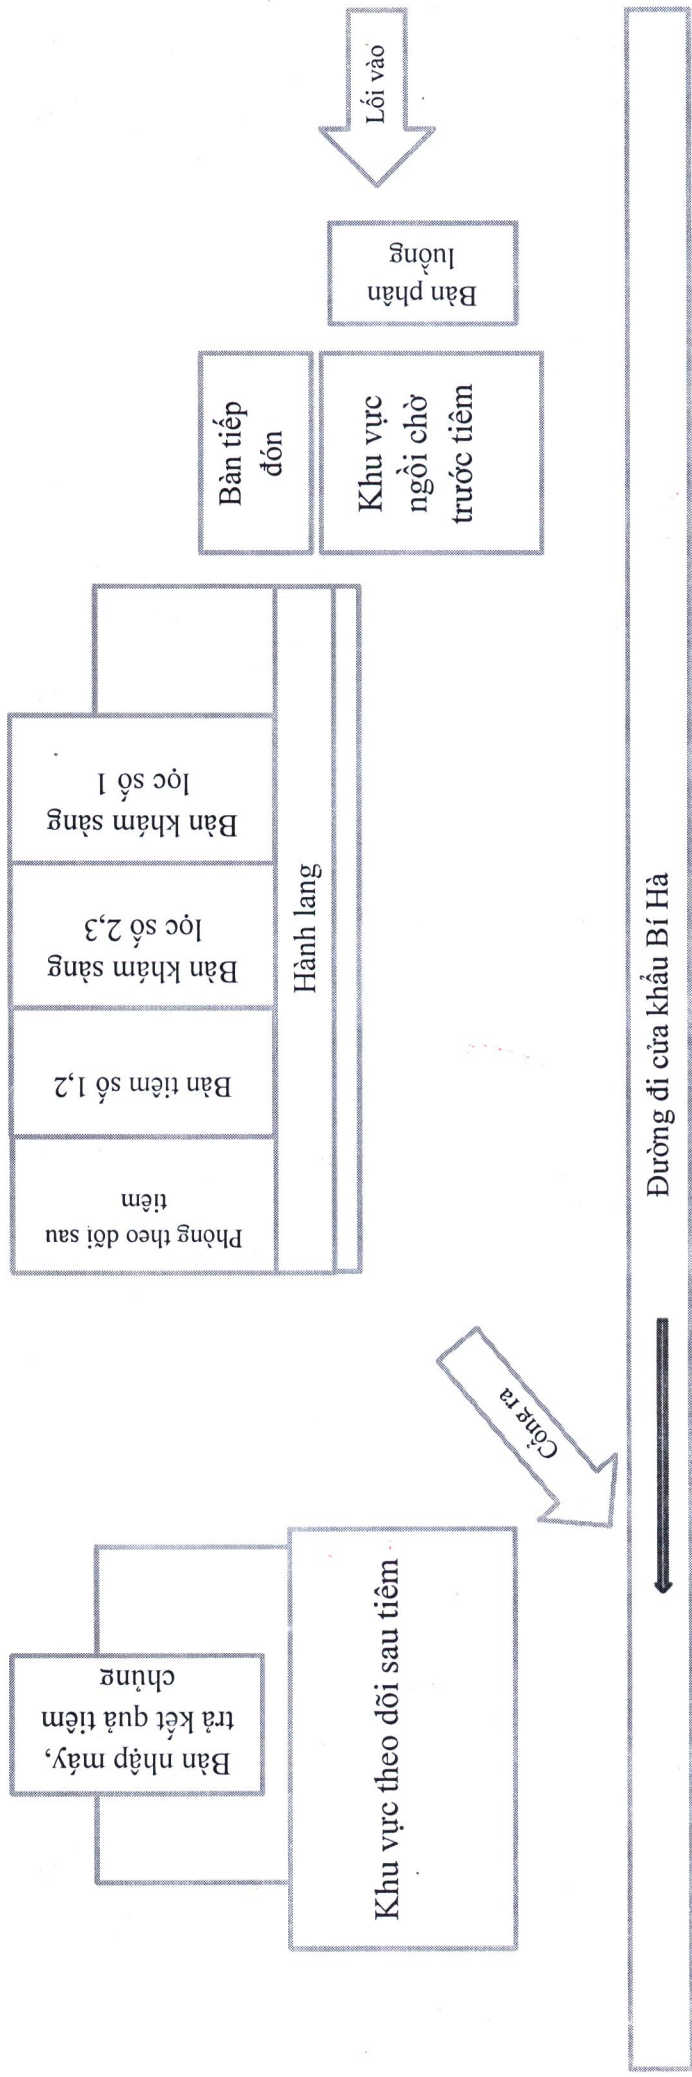 Lối vào
Bàn phân
luồng
Bàn tiếp
đón
Khu vực
ngồi chờ
trước tiêm
Bàn khám sàng
lọc số 1
Bàn khám sàng
lọc số 2,3
Bàn tiêm số 1,2
Phòng theo dõi sau
tiêm
Hành lang
Cổng ra
Bàn nhập máy,
trả kết quả tiêm
chủng
Khu vực theo dõi sau tiêm
Đường đi cửa khẩu Bí Hà